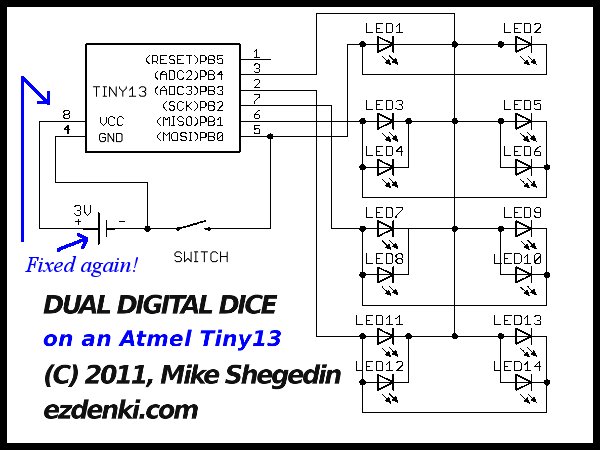 LED1 LED2
(RESET)PB5 1
(ADC2)PB4 3
TINY13 (ADC3)PB3 2
(SCK)PB2 7
LED3 LED5
8 VCC (MISO)PB1 6
4 GND (MOSI)PB0 5
LED4 LED6
3V
+ -
LED7 LED9
SWITCH
Fixed again!
LED8 LED10
DUAL DIGITAL DICE
LED11 LED13
on an Atmel Tiny13
(C) 2011, Mike Shegedin
LED12 LED14
ezdenki.com